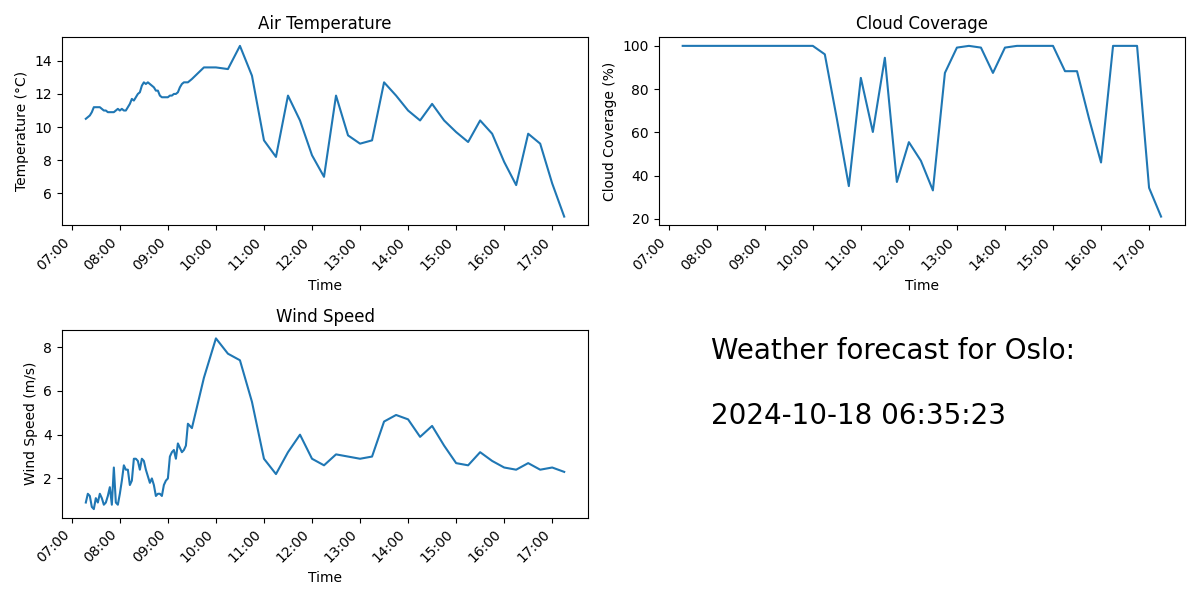 Air Temperature
Temperature (°C)
14
12
10
8
6
07:00 08:00 09:00 10:00 11:00 12:00 13:00 14:00 15:00 16:00 17:00
Time
Cloud Coverage
Cloud Coverage (%)
100
80
60
40
20
07:00 08:00 09:00 10:00 11:00 12:00 13:00 14:00 15:00 16:00 17:00
Time
Wind Speed
Wind Speed (m/s)
8
6
4
2
07:00 08:00 09:00 10:00 11:00 12:00 13:00 14:00 15:00 16:00 17:00
Time
Weather forecast for Oslo:
2024-10-18 06:35:23